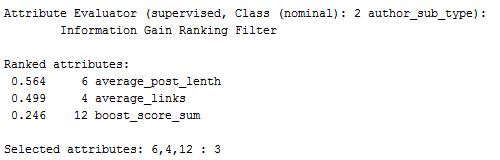 Attribute Evaluator (supervised, Class (nominal): 2 author_sub_type):
Information Gain Ranking Filter
Ranked attributes:
0.564 6 average_post_lenth
0.499 4 average_links
0.246 12 boost_score_sum
Selected attributes: 6,4,12 : 3